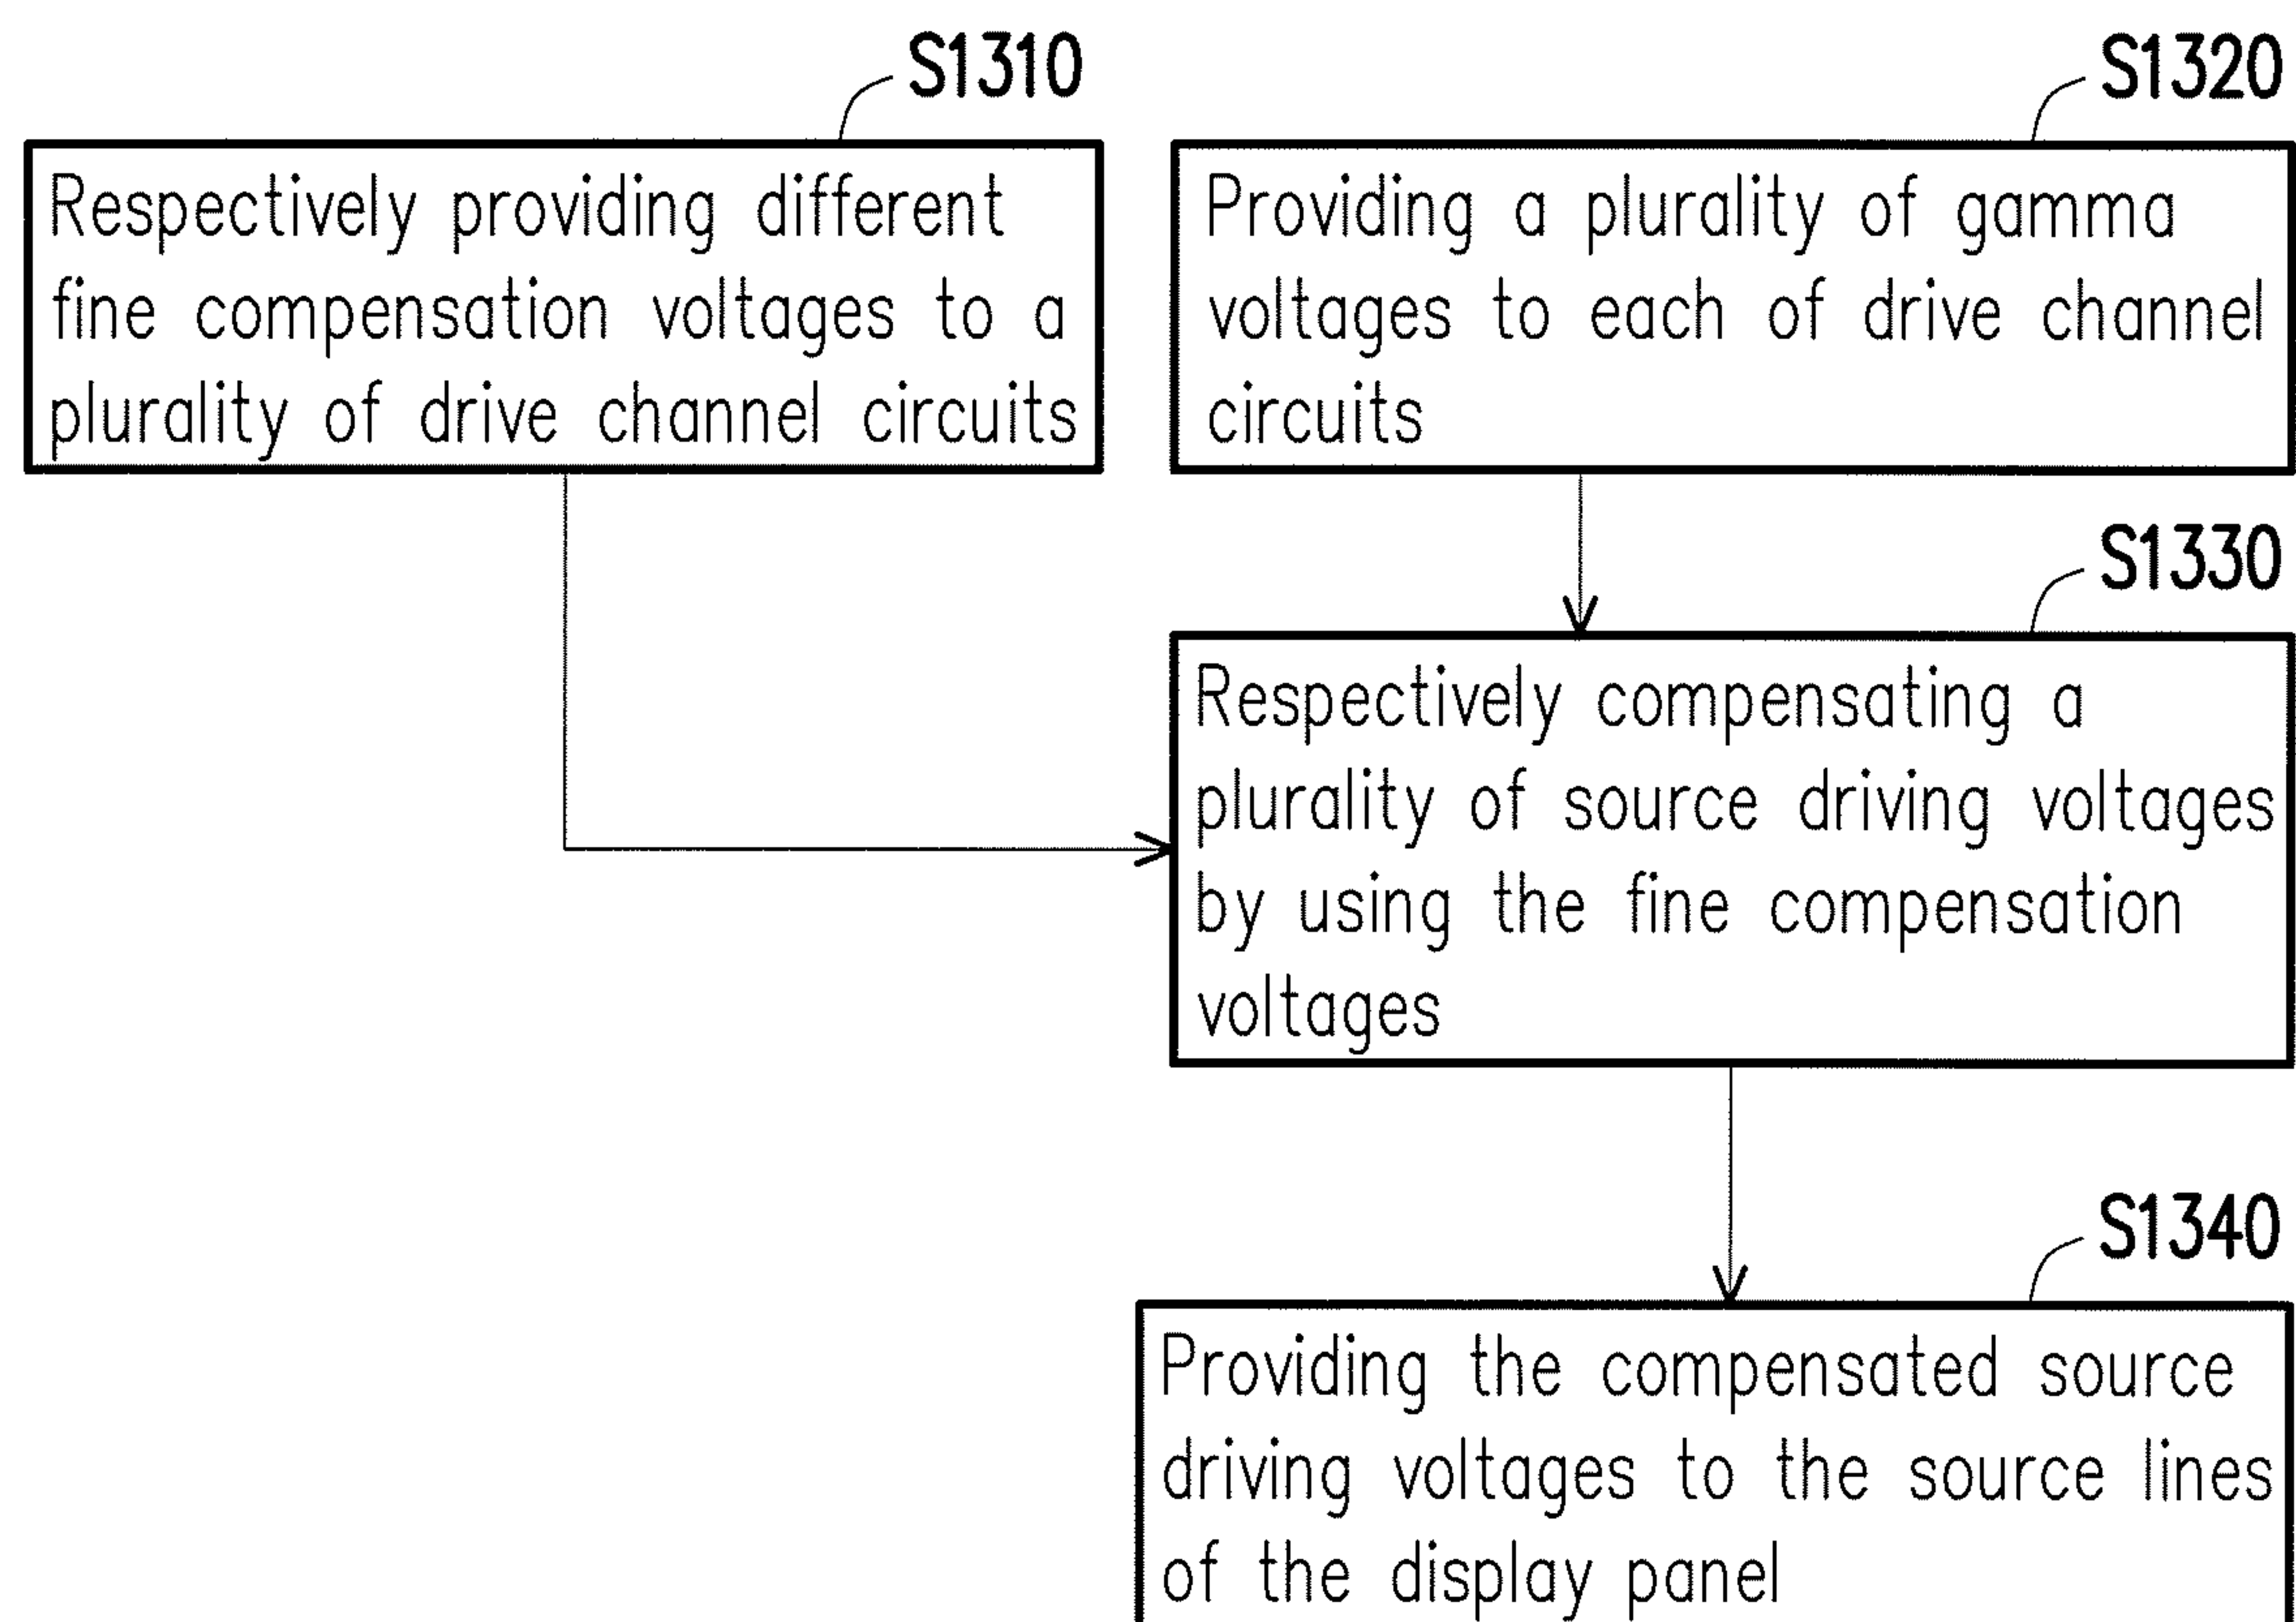 S1310
Respectively providing different
fine compensation voltages to a
plurality of drive channel circuits
S1320
Providing a plurality of gamma
voltages to each of drive channel
circuits
S1330
Respectively compensating a
plurality of source driving voltages
by using the fine compensation
voltages
S1340
Providing the compensated source
driving voltages to the source lines
of the display panel